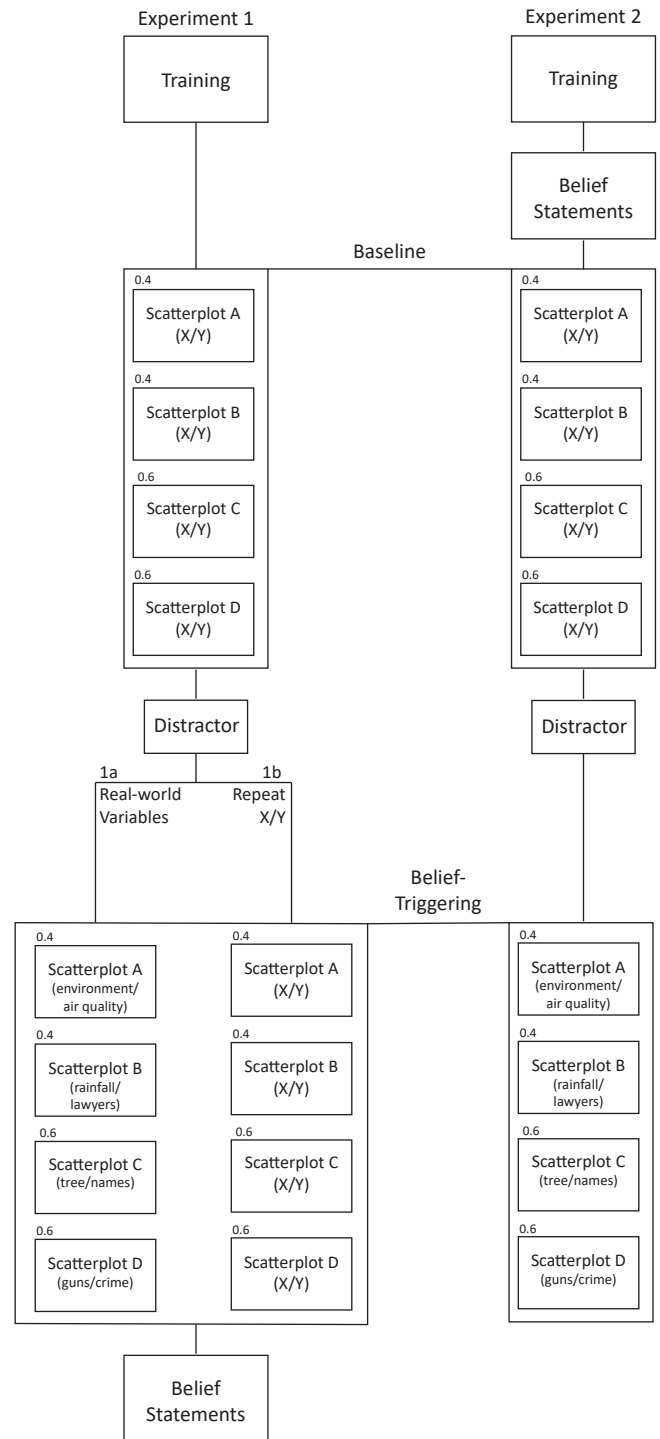 Experiment 1
Experiment 2
Training
Training
Belief
Statements
Baseline
0.4
Scatterplot A
(X/Y)
0.4
Scatterplot B
(X/Y)
0.6
Scatterplot C
(X/Y)
0.6
Scatterplot D
(X/Y)
0.4
Scatterplot A
(X/Y)
0.4
Scatterplot B
(X/Y)
0.6
Scatterplot C
(X/Y)
0.6
Scatterplot D
(X/Y)
Distractor
Distractor
1a
Real-world
Variables
1b
Repeat
X/Y
Belief-
Triggering
0.4
Scatterplot A
(environment/
air quality)
0.4
Scatterplot B
(rainfall/
lawyers)
0.6
Scatterplot C
(tree/names)
0.6
Scatterplot D
(guns/crime)
0.4
Scatterplot A
(X/Y)
0.4
Scatterplot B
(X/Y)
0.6
Scatterplot C
(X/Y)
0.6
Scatterplot D
(X/Y)
0.4
Scatterplot A
(environment/
air quality)
0.4
Scatterplot B
(rainfall/
lawyers)
0.6
Scatterplot C
(tree/names)
0.6
Scatterplot D
(guns/crime)
Belief
Statements